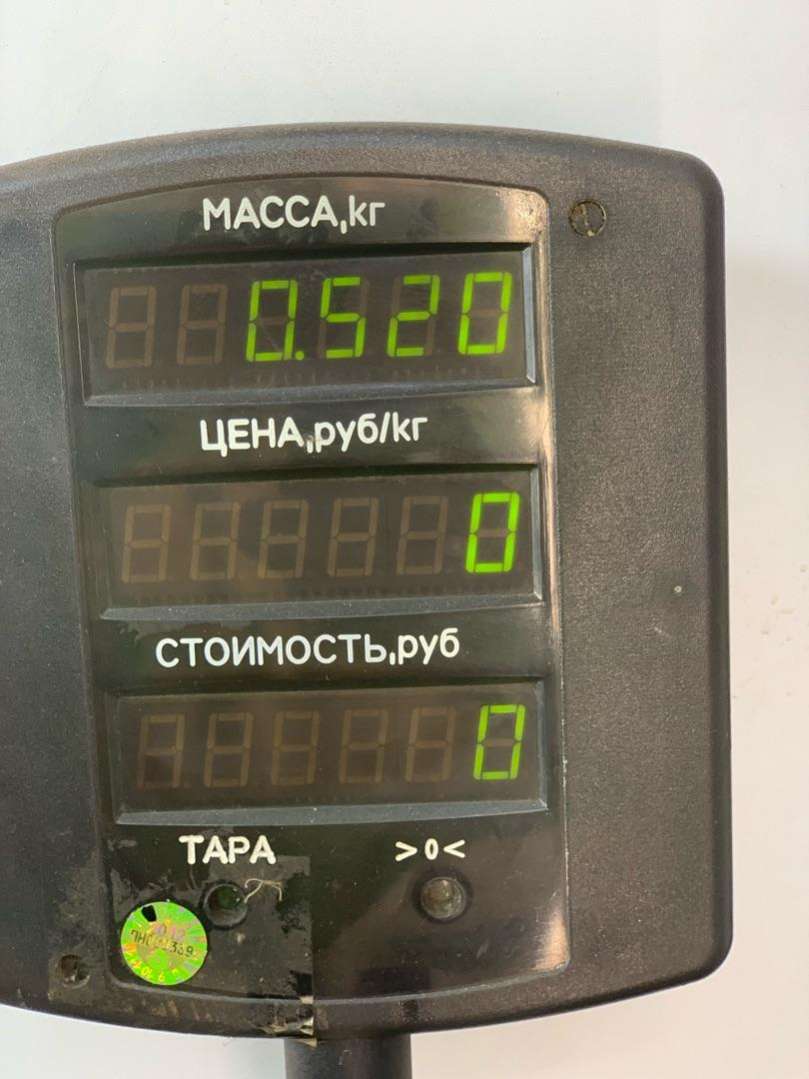 МАССА,кг
0.520
ЦЕНА,руб/кг
0
СТОИМОСТЬ,руб
0
ТАРА >0<